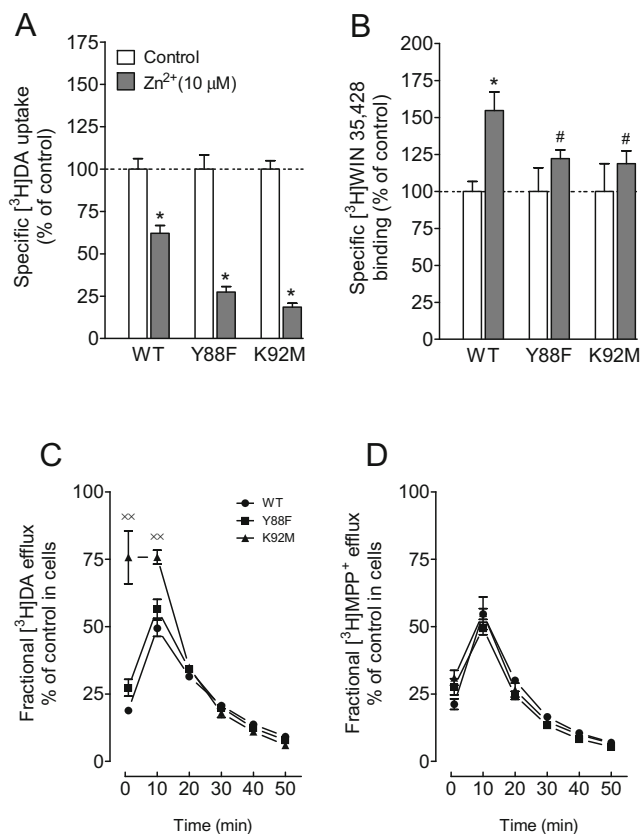 A
Specific [³H]DA uptake
(% of control)
125
100
75
50
25
0
Control
Zn²⁺(10 µM)
*
*
*
WT
Y88F
K92M
B
Specific [³H]WIN 35,428
binding (% of control)
200
175
150
125
100
75
50
25
0
*
#
#
WT
Y88F
K92M
C
Fractional [³H]DA efflux
% of control in cells
100
75
50
25
0
××
××
WT
Y88F
K92M
0 10 20 30 40 50
Time (min)
D
Fractional [³H]MPP⁺ efflux
% of control in cells
100
75
50
25
0
0 10 20 30 40 50
Time (min)